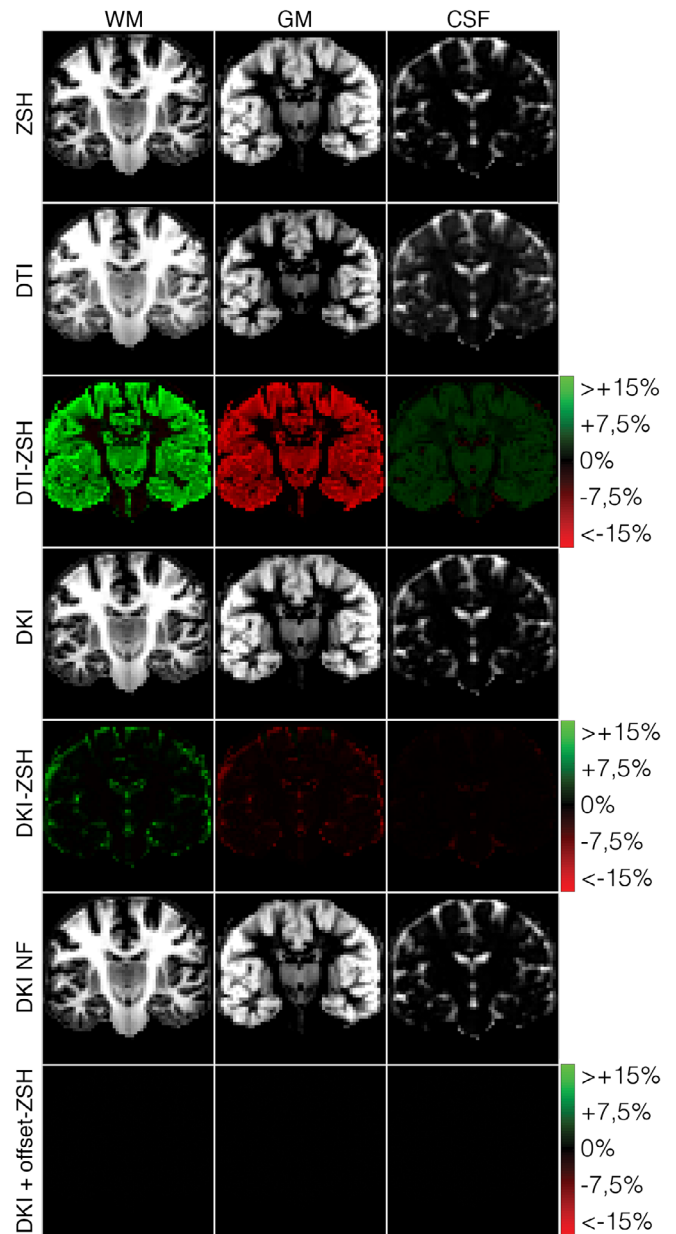 WM GM CSF
ZSH
DTI
DTI-ZSH
>+15%
+7,5%
0%
-7,5%
<-15%
DKI
DKI-ZSH
>+15%
+7,5%
0%
-7,5%
<-15%
DKI NF
DKI + offset-ZSH
>+15%
+7,5%
0%
-7,5%
<-15%